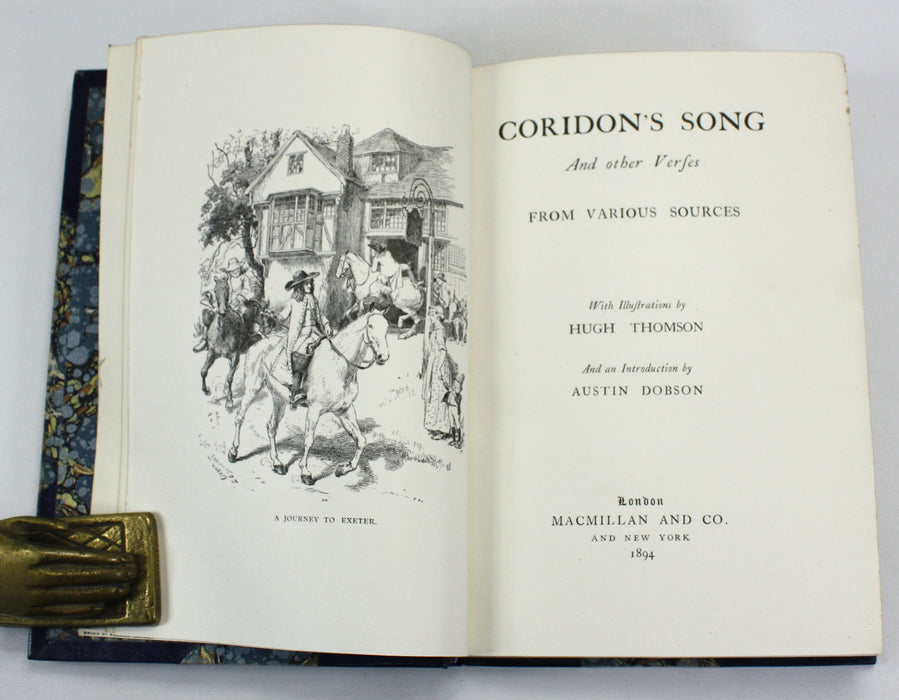 A JOURNEY TO EXETER.
CORIDON'S SONG
And other Verſes
FROM VARIOUS SOURCES
With Illuſtrations by
HUGH THOMSON
And an Introduction by
AUSTIN DOBSON
London
MACMILLAN AND CO.
AND NEW YORK
1894